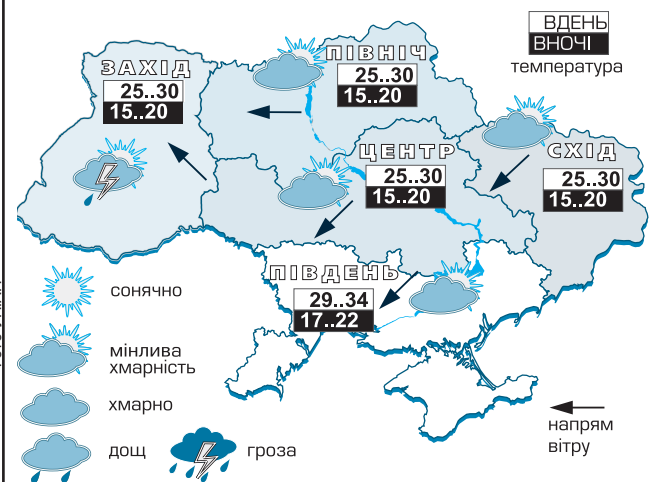 ВДЕНЬ
ВНОЧІ
температура
ПІВНІЧ
25..30
15..20
ЗАХІД
25..30
15..20
ЦЕНТР
25..30
15..20
СХІД
25..30
15..20
ПІВДЕНЬ
29..34
17..22
сонячно
мінлива
хмарність
хмарно
дощ
гроза
напрям
вітру